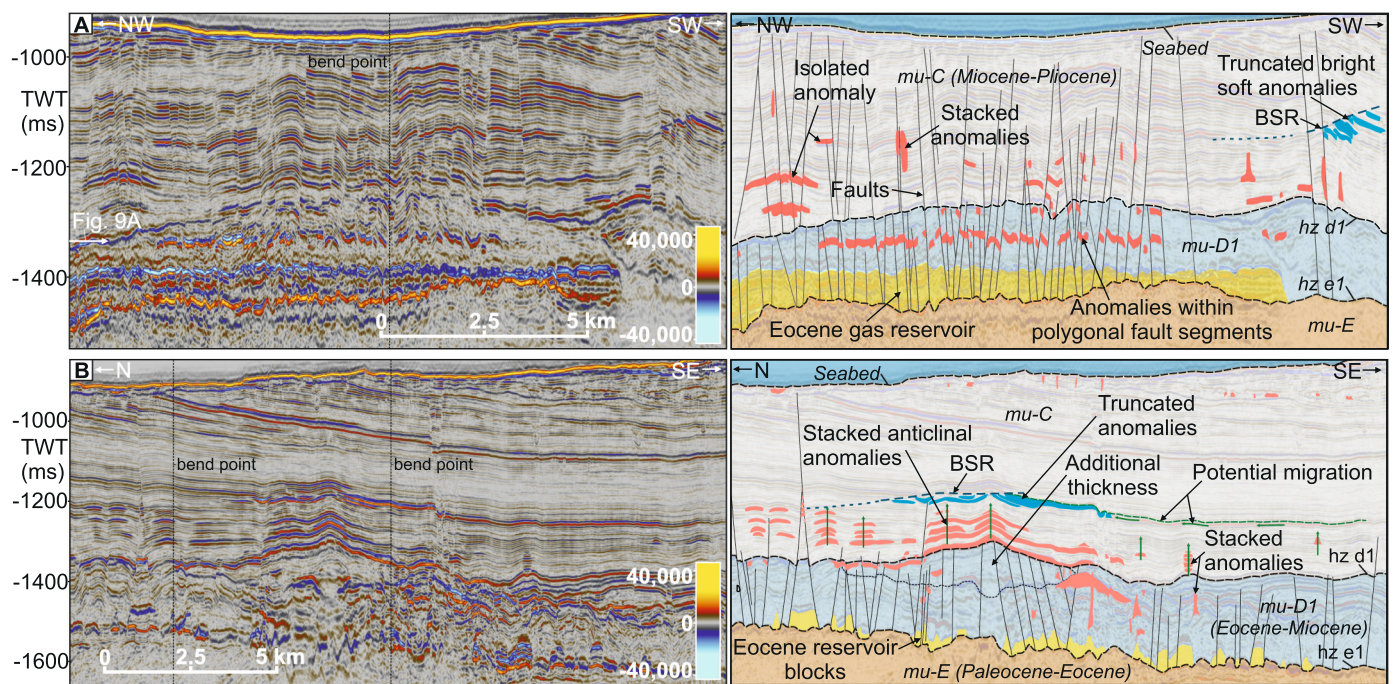 A
NW
SW
bend point
-1000
TWT
(ms)
-1200
Fig. 9A
-1400
40,000
0
-40,000
0
2,5
5 km
NW
SW
Seabed
mu-C (Miocene-Pliocene)
Isolated
anomaly
Truncated bright
soft anomalies
BSR
Stacked
anomalies
Faults
hz d1
mu-D1
hz e1
Eocene gas reservoir
Anomalies within
polygonal fault segments
mu-E
B
N
SE
-1000
TWT
(ms)
bend point
bend point
-1200
-1400
-1600
40,000
0
40,000
0
2,5
5 km
N
SE
Seabed
mu-C
Truncated
anomalies
Stacked anticlinal
anomalies
BSR
Additional
thickness
Potential migration
Stacked
anomalies
hz d1
mu-D1
(Eocene-Miocene)
hz e1
Eocene reservoir
blocks
mu-E (Paleocene-Eocene)